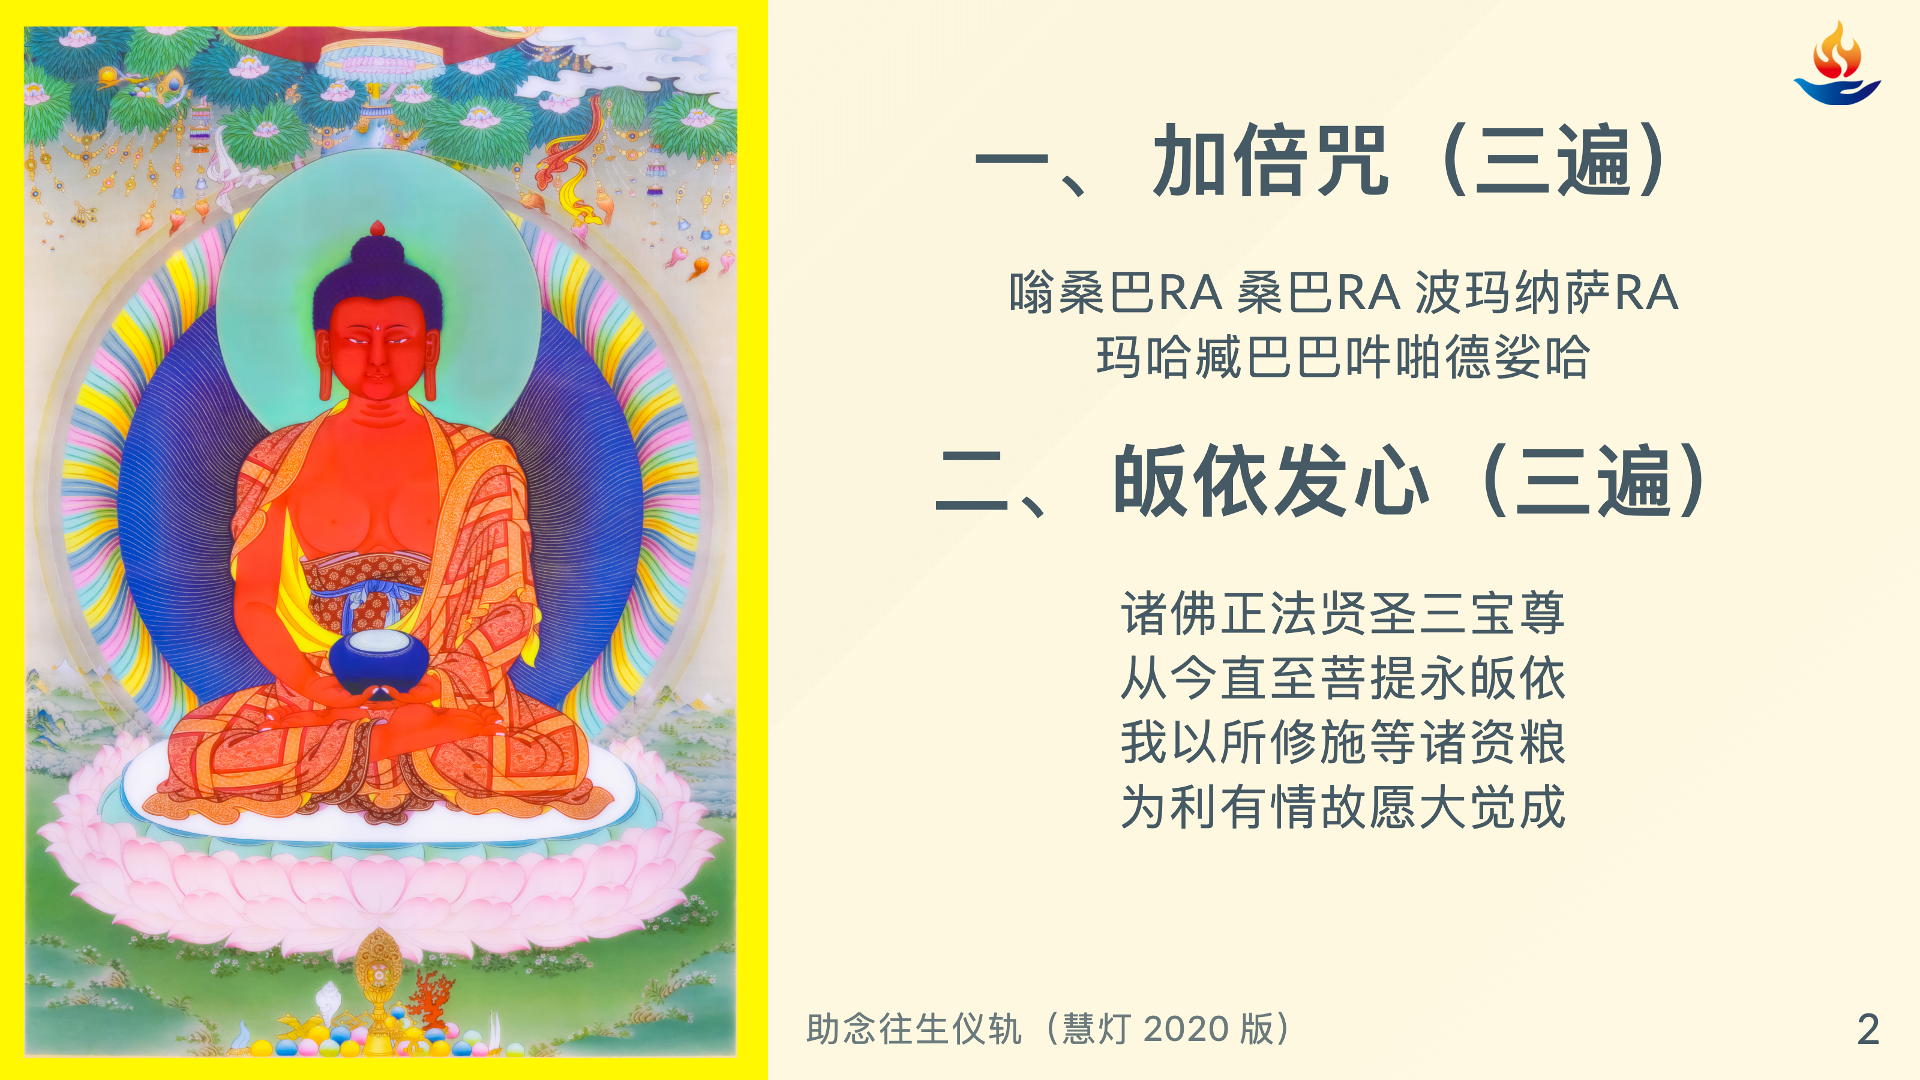 一、 加倍咒（三遍）
嗡桑巴RA 桑巴RA 波玛纳萨RA
玛哈臧巴巴吽啪德娑哈
二、 皈依发心（三遍）
诸佛正法贤圣三宝尊
从今直至菩提永皈依
我以所修施等诸资粮
为利有情故愿大觉成
助念往生仪轨（慧灯 2020 版）
2